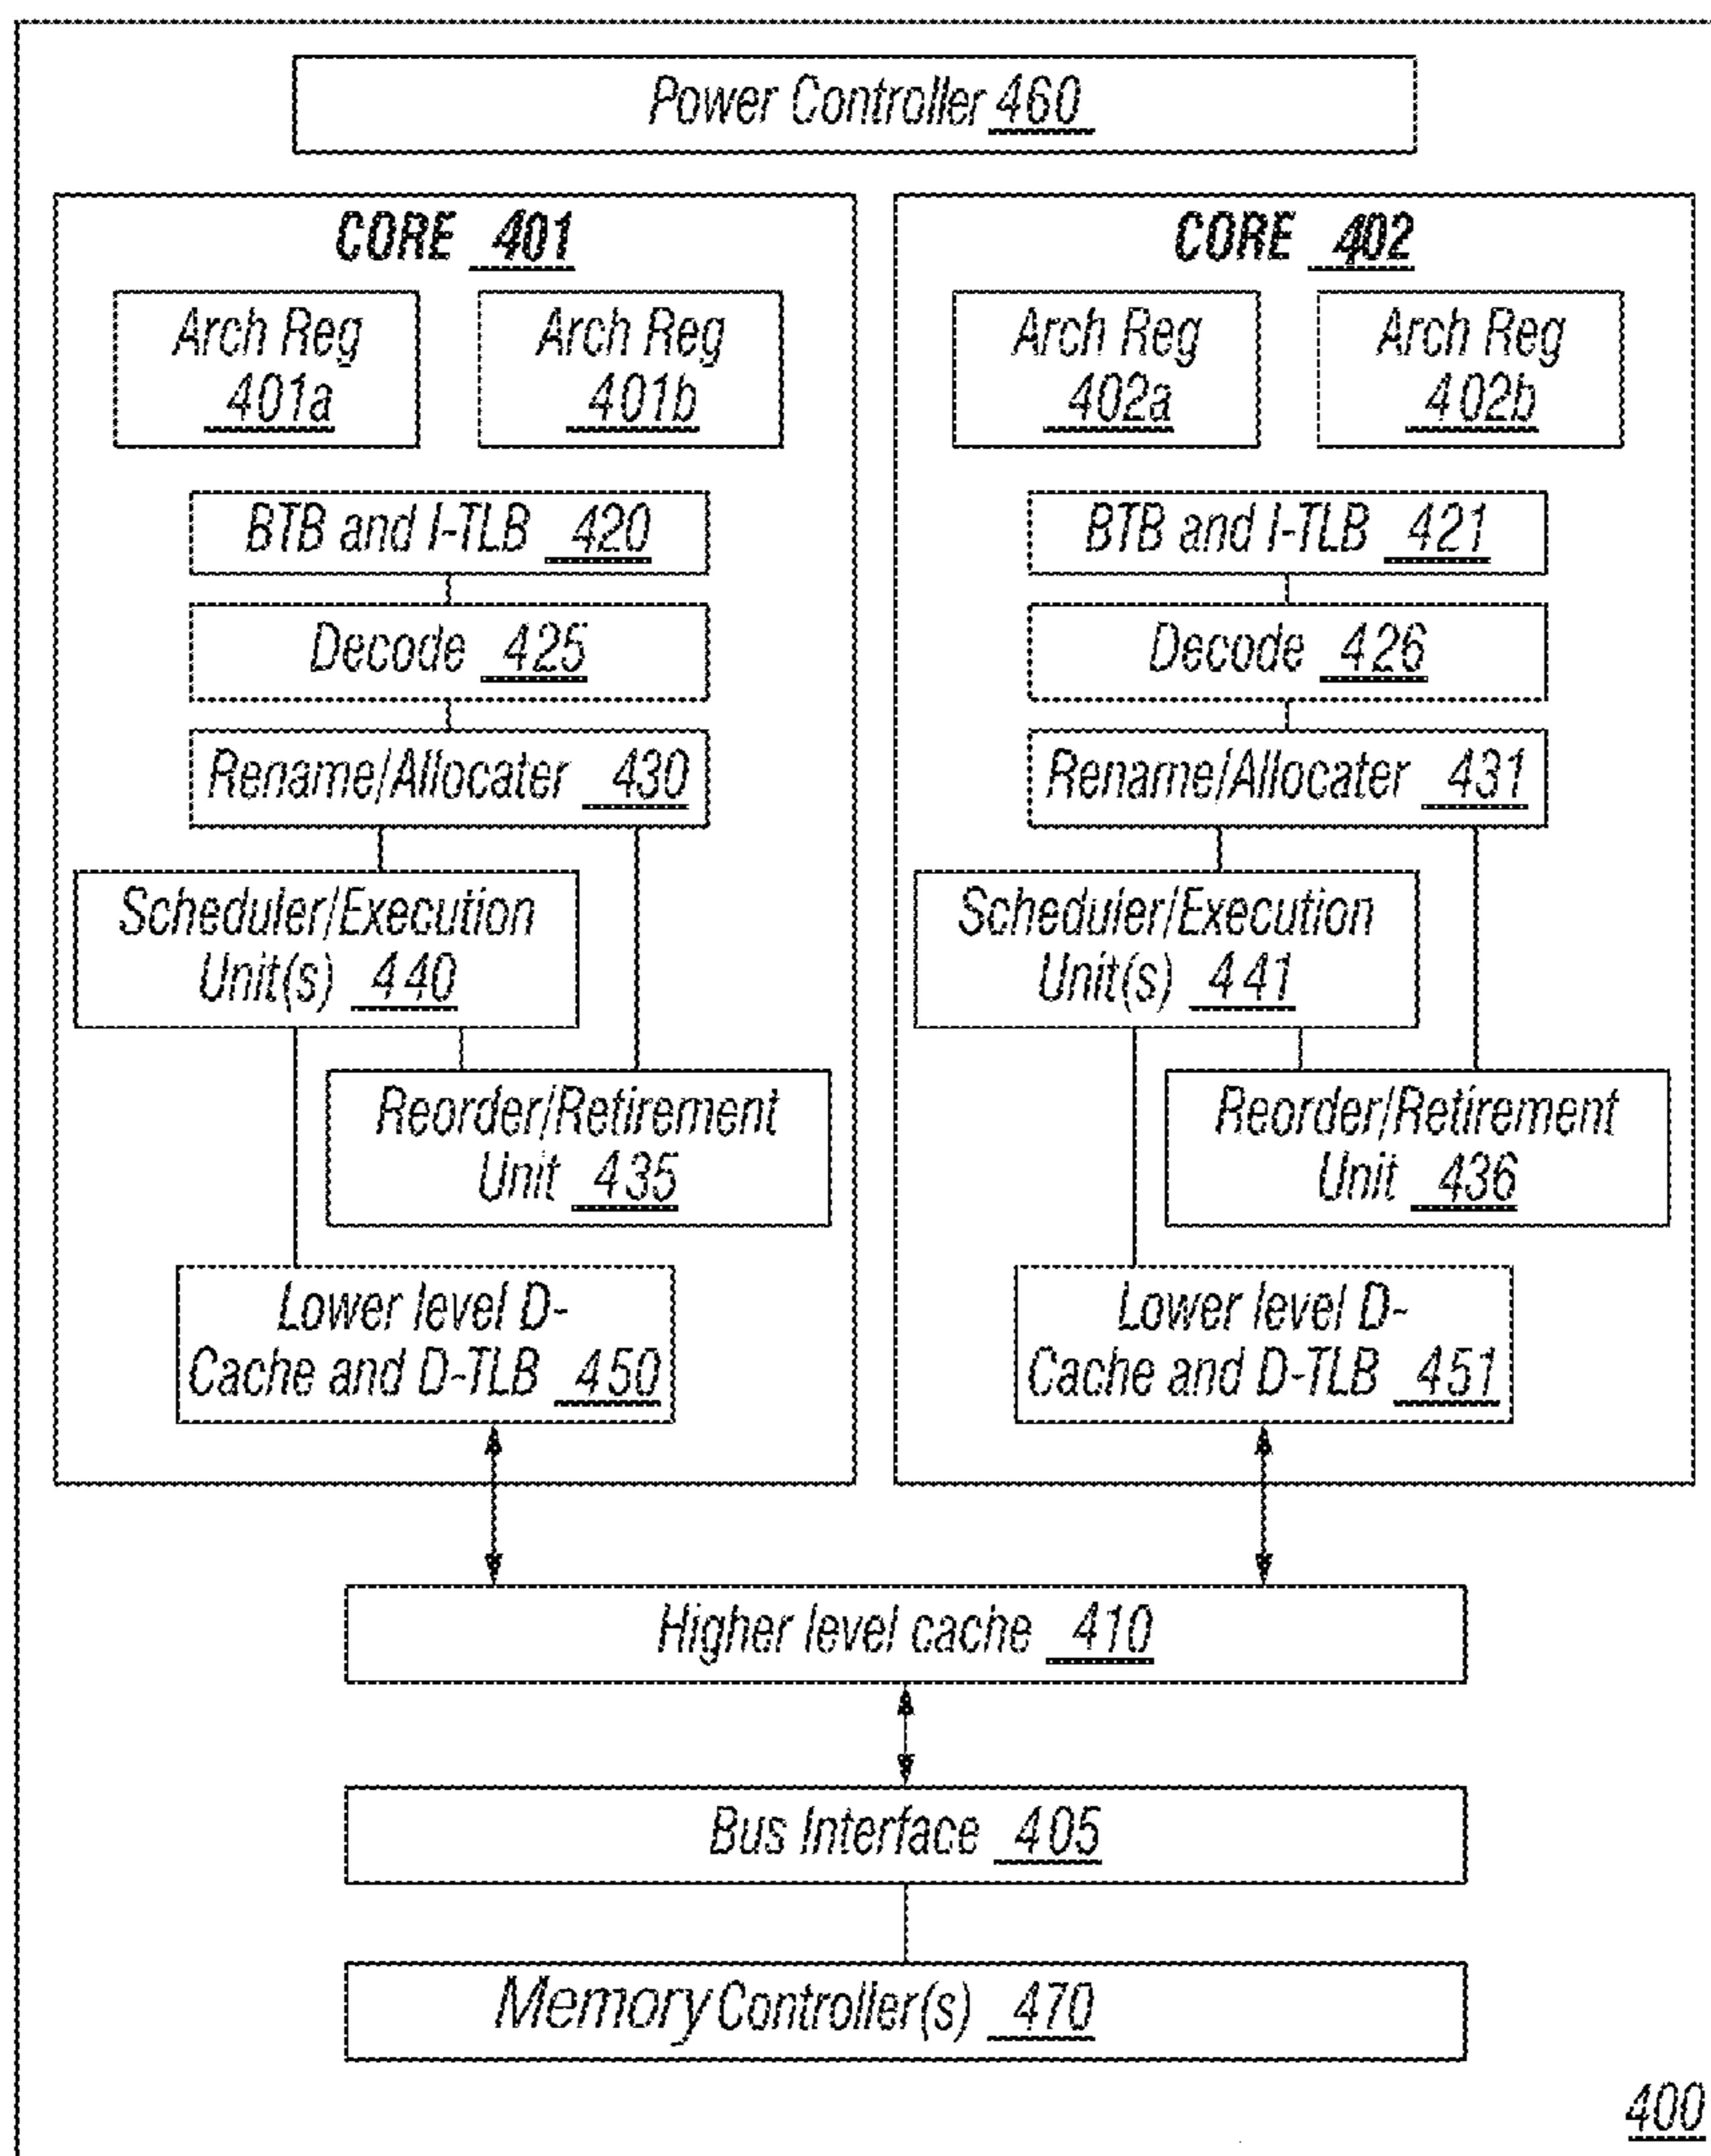 Power Controller 460
CORE 401
Arch Reg
401a
Arch Reg
401b
BTB and I-TLB 420
Decode 425
Rename/Allocater 430
Scheduler/Execution
Unit(s) 440
Reorder/Retirement
Unit 435
Lower level D-
Cache and D-TLB 450
CORE 402
Arch Reg
402a
Arch Reg
402b
BTB and I-TLB 421
Decode 426
Rename/Allocater 431
Scheduler/Execution
Unit(s) 441
Reorder/Retirement
Unit 436
Lower level D-
Cache and D-TLB 451
Higher level cache 410
Bus Interface 405
Memory Controller(s) 470
400